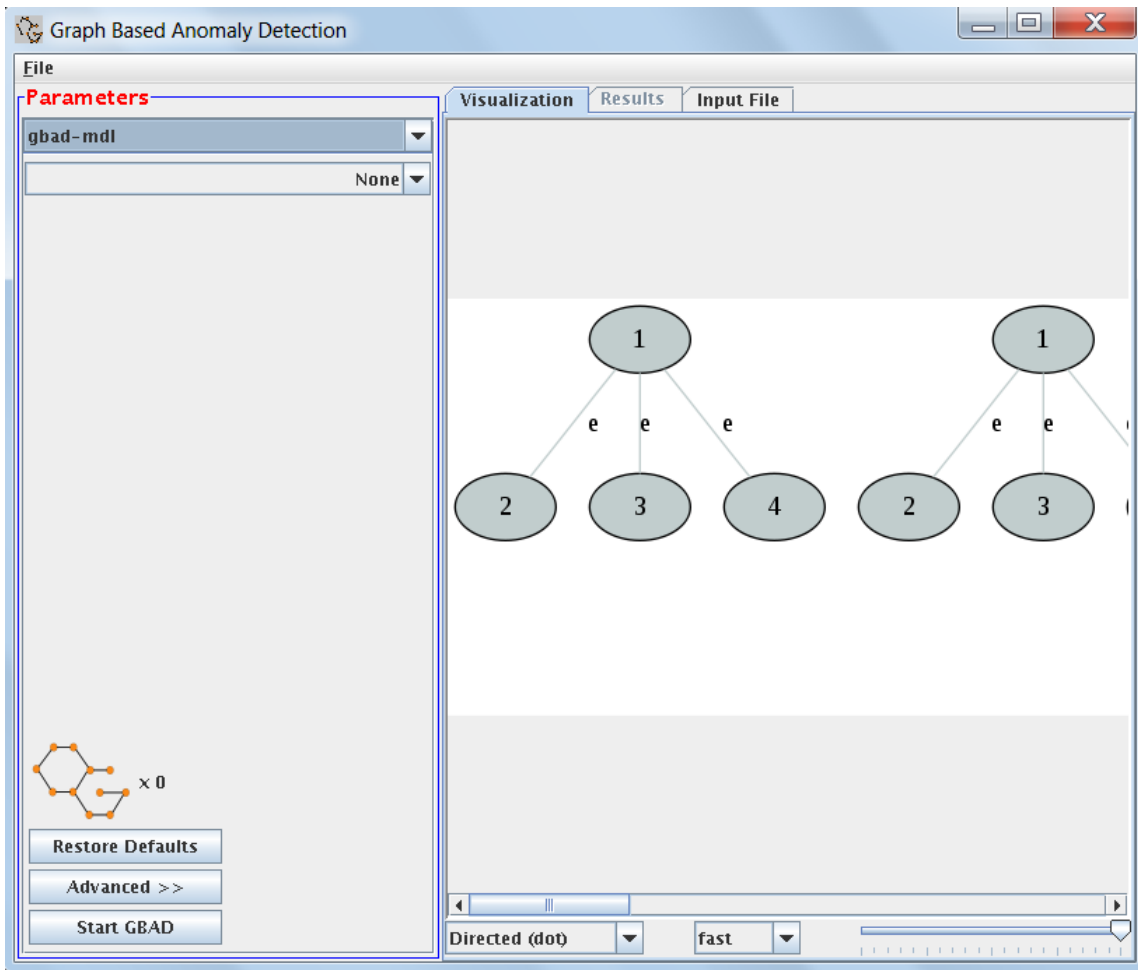 Graph Based Anomaly Detection
File
Parameters
gbad-mdl
None
x 0
Restore Defaults
Advanced >>
Start GBAD
Visualization Results Input File
1 1
e e e e e
2 3 4 2 3
Directed (dot) fast